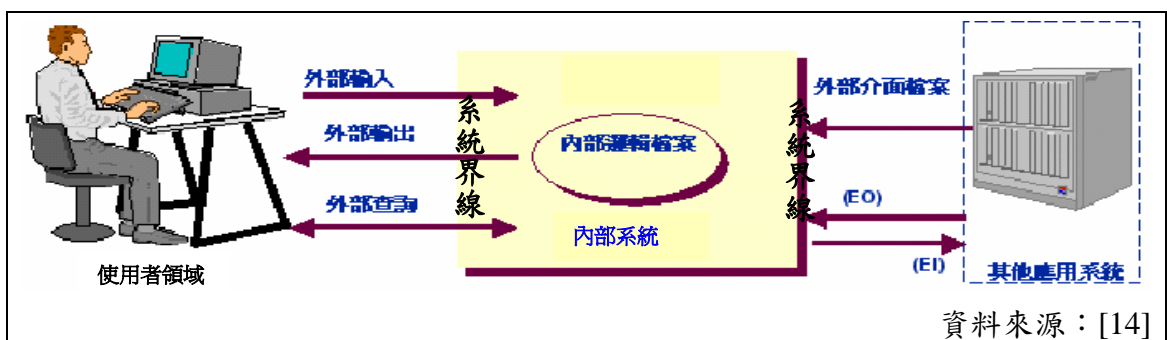 外部輸入
外部輸出
外部查詢
使用者領域
系統界線
內部邏輯檔案
內部系統
系統界線
外部介面檔案
(EO)
(EI)
其他應用系統
資料來源：[14]